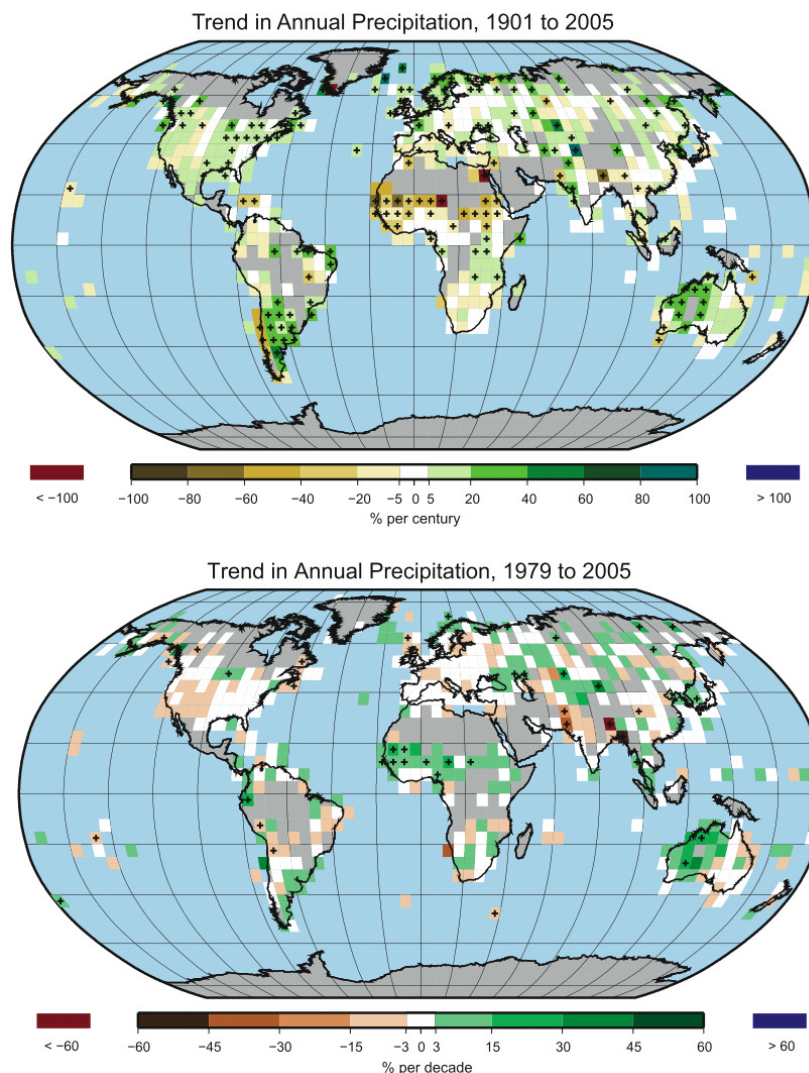 Trend in Annual Precipitation, 1901 to 2005
< −100 −100 −80 −60 −40 −20 −5 0 5 20 40 60 80 100 > 100
% per century
Trend in Annual Precipitation, 1979 to 2005
< −60 −60 −45 −30 −15 −3 0 3 15 30 45 60 > 60
% per decade